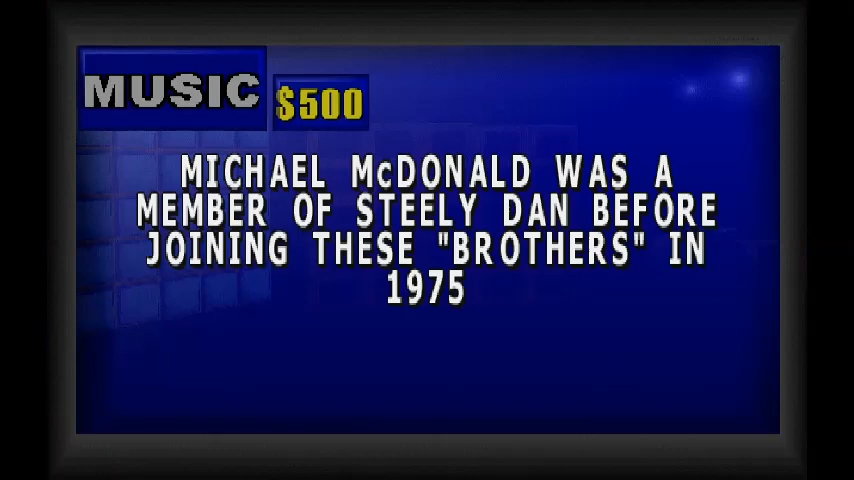 MUSIC
$500
MICHAEL McDONALD WAS A
MEMBER OF STEELY DAN BEFORE
JOINING THESE "BROTHERS" IN
1975